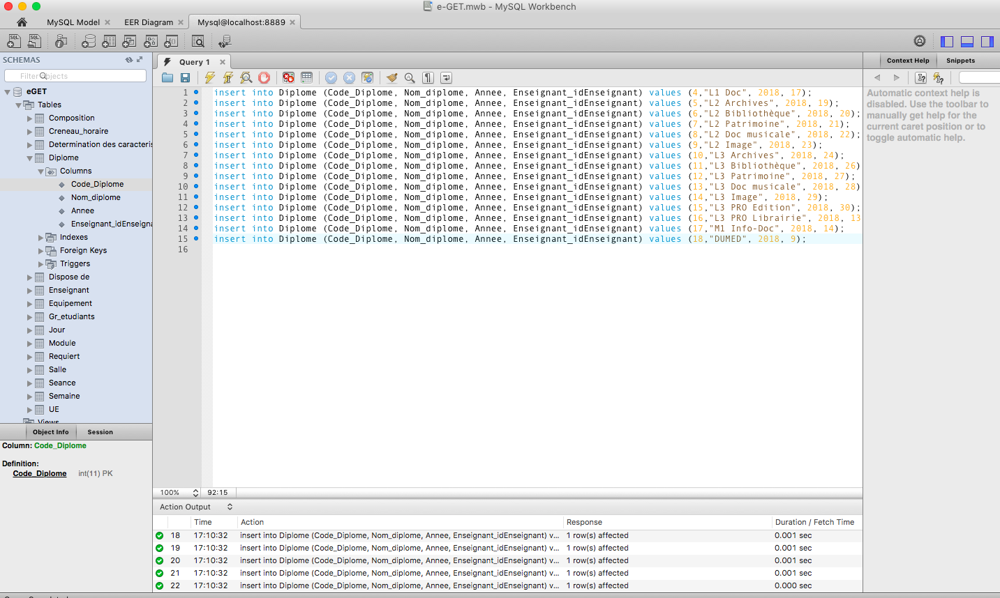 e-GET.mwb - MySQL Workbench
MySQL Model
EER Diagram
Mysql@localhost:8889
SCHEMAS
Filter objects
eGET
Tables
Composition
Creneau_horaire
Determination des caracteris
Diplome
Columns
Code_Diplome
Nom_diplome
Annee
Enseignant_idEnseigna
Indexes
Foreign Keys
Triggers
Dispose de
Enseignant
Equipement
Gr_etudiants
Jour
Module
Requiert
Salle
Seance
Semaine
UE
Views
Object Info Session
Column: Code_Diplome
Definition:
Code_Diplome int(11) PK
Query 1
1 insert into Diplome (Code_Diplome, Nom_diplome, Annee, Enseignant_idEnseignant) values (4,"L1 Doc", 2018, 17);
2 insert into Diplome (Code_Diplome, Nom_diplome, Annee, Enseignant_idEnseignant) values (5,"L2 Archives", 2018, 19);
3 insert into Diplome (Code_Diplome, Nom_diplome, Annee, Enseignant_idEnseignant) values (6,"L2 Bibliothèque", 2018, 20);
4 insert into Diplome (Code_Diplome, Nom_diplome, Annee, Enseignant_idEnseignant) values (7,"L2 Patrimoine", 2018, 21);
5 insert into Diplome (Code_Diplome, Nom_diplome, Annee, Enseignant_idEnseignant) values (8,"L2 Doc musicale", 2018, 22);
6 insert into Diplome (Code_Diplome, Nom_diplome, Annee, Enseignant_idEnseignant) values (9,"L2 Image", 2018, 23);
7 insert into Diplome (Code_Diplome, Nom_diplome, Annee, Enseignant_idEnseignant) values (10,"L3 Archives", 2018, 24);
8 insert into Diplome (Code_Diplome, Nom_diplome, Annee, Enseignant_idEnseignant) values (11,"L3 Bibliothèque", 2018, 26)
9 insert into Diplome (Code_Diplome, Nom_diplome, Annee, Enseignant_idEnseignant) values (12,"L3 Patrimoine", 2018, 27);
10 insert into Diplome (Code_Diplome, Nom_diplome, Annee, Enseignant_idEnseignant) values (13,"L3 Doc musicale", 2018, 28)
11 insert into Diplome (Code_Diplome, Nom_diplome, Annee, Enseignant_idEnseignant) values (14,"L3 Image", 2018, 29);
12 insert into Diplome (Code_Diplome, Nom_diplome, Annee, Enseignant_idEnseignant) values (15,"L3 PRO Edition", 2018, 30);
13 insert into Diplome (Code_Diplome, Nom_diplome, Annee, Enseignant_idEnseignant) values (16,"L3 PRO Librairie", 2018, 13
14 insert into Diplome (Code_Diplome, Nom_diplome, Annee, Enseignant_idEnseignant) values (17,"M1 Info-Doc", 2018, 14);
15 insert into Diplome (Code_Diplome, Nom_diplome, Annee, Enseignant_idEnseignant) values (18,"DUMED", 2018, 9);
16
100% 92:15
Action Output
Time Action Response Duration / Fetch Time
18 17:10:32 insert into Diplome (Code_Diplome, Nom_diplome, Annee, Enseignant_idEnseignant) v... 1 row(s) affected 0.001 sec
19 17:10:32 insert into Diplome (Code_Diplome, Nom_diplome, Annee, Enseignant_idEnseignant) v... 1 row(s) affected 0.001 sec
20 17:10:32 insert into Diplome (Code_Diplome, Nom_diplome, Annee, Enseignant_idEnseignant) v... 1 row(s) affected 0.001 sec
21 17:10:32 insert into Diplome (Code_Diplome, Nom_diplome, Annee, Enseignant_idEnseignant) v... 1 row(s) affected 0.001 sec
22 17:10:32 insert into Diplome (Code_Diplome, Nom_diplome, Annee, Enseignant_idEnseignant) v... 1 row(s) affected 0.000 sec
Context Help Snippets
Automatic context help is
disabled. Use the toolbar to
manually get help for the
current caret position or to
toggle automatic help.